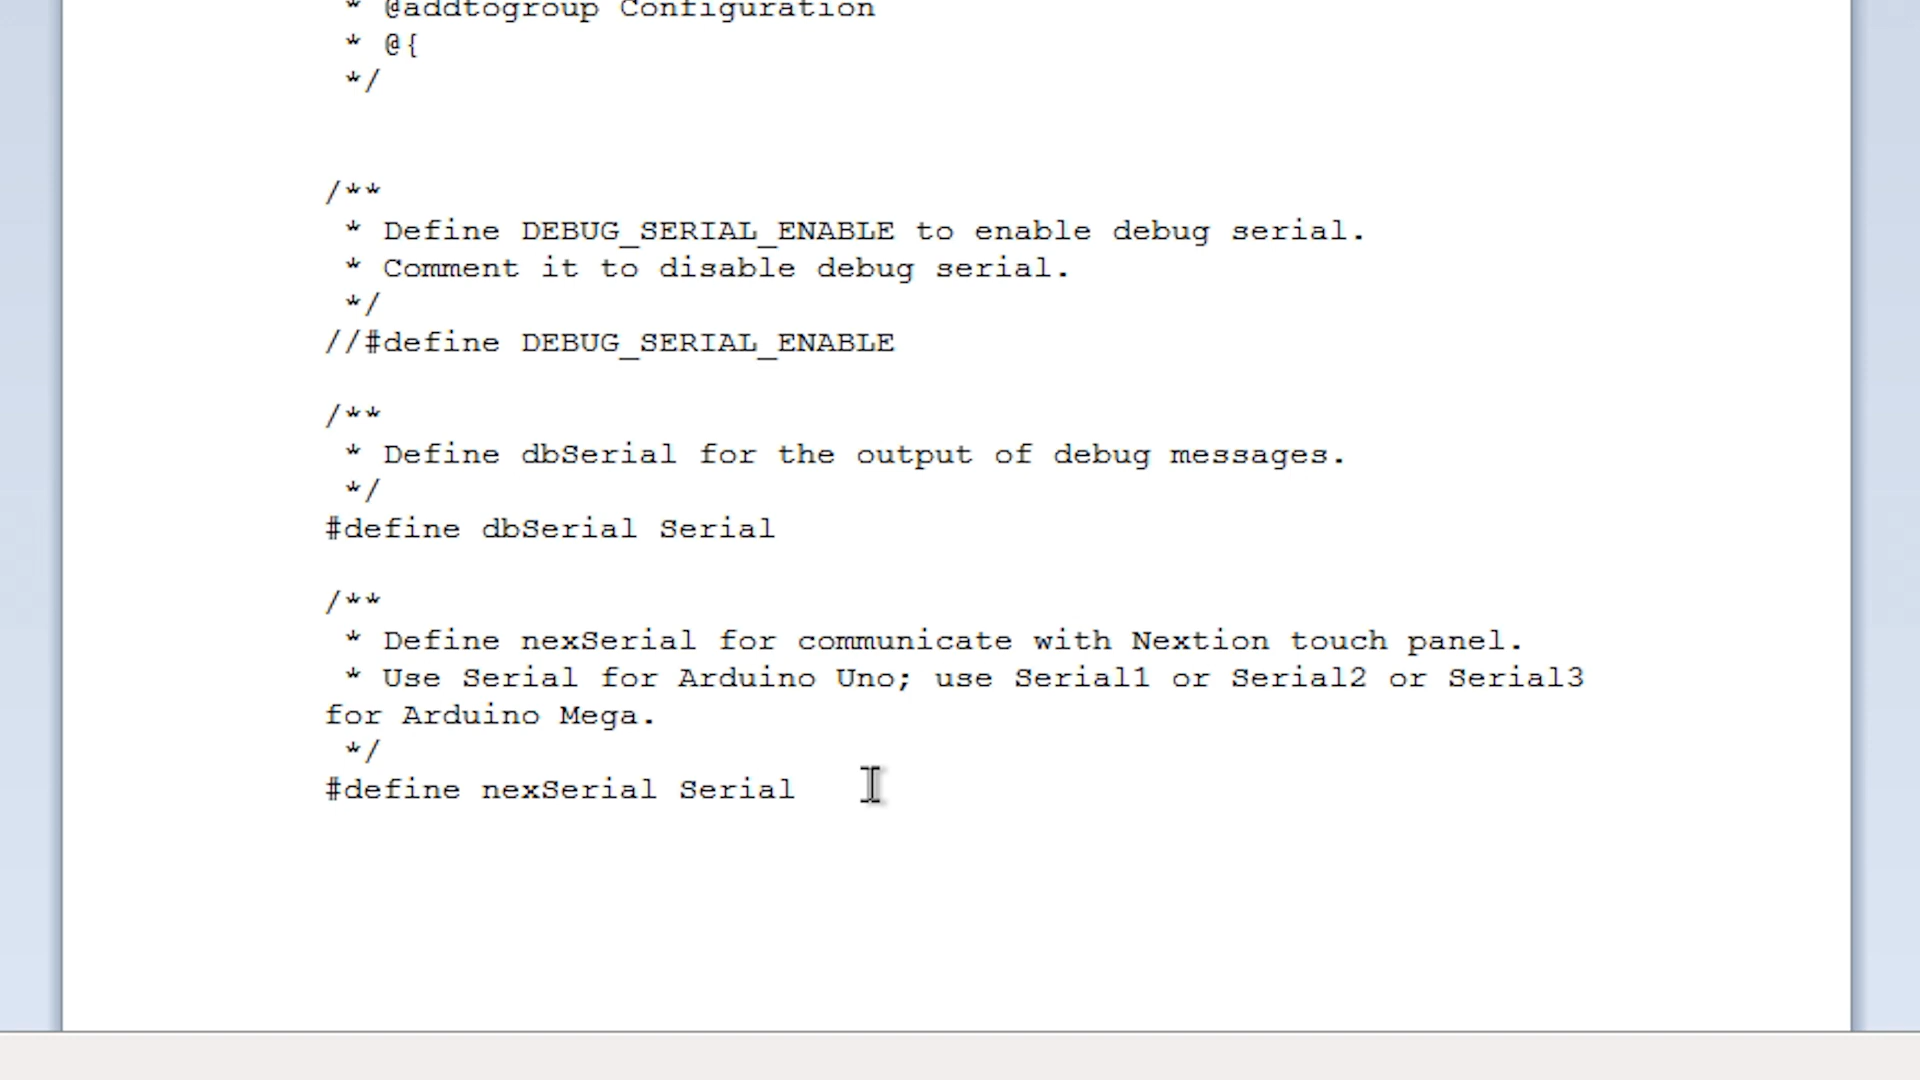 * @addtogroup Configuration
* @{
*/
/**
* Define DEBUG_SERIAL_ENABLE to enable debug serial.
* Comment it to disable debug serial.
*/
//#define DEBUG_SERIAL_ENABLE
/**
* Define dbSerial for the output of debug messages.
*/
#define dbSerial Serial
/**
* Define nexSerial for communicate with Nextion touch panel.
* Use Serial for Arduino Uno; use Serial1 or Serial2 or Serial3
for Arduino Mega.
*/
#define nexSerial Serial